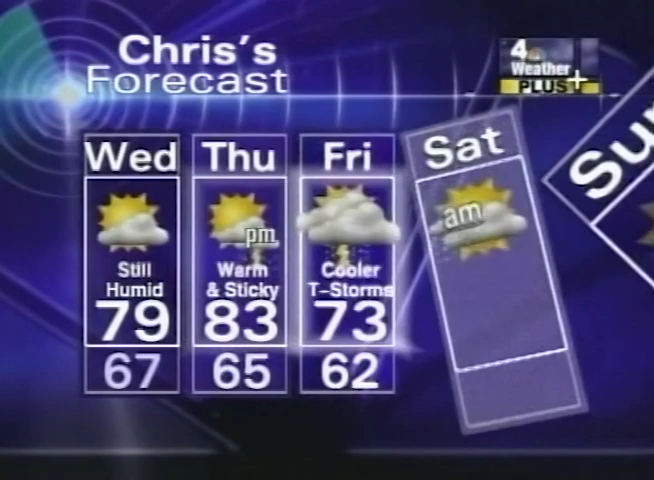 Chris's
Forecast
4
Weather
PLUS+
Wed
Thu
Fri
Sat
pm
am
Still
Humid
Warm
& Sticky
Cooler
T-Storms
79
83
73
67
65
62